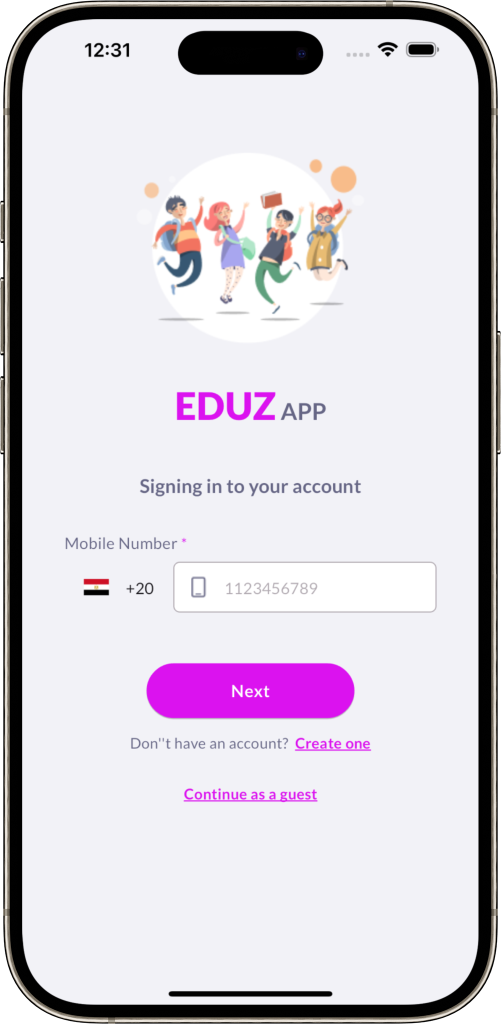 12:31
EDUZ APP
Signing in to your account
Mobile Number *
+20 1123456789
Next
Don''t have an account? Create one
Continue as a guest